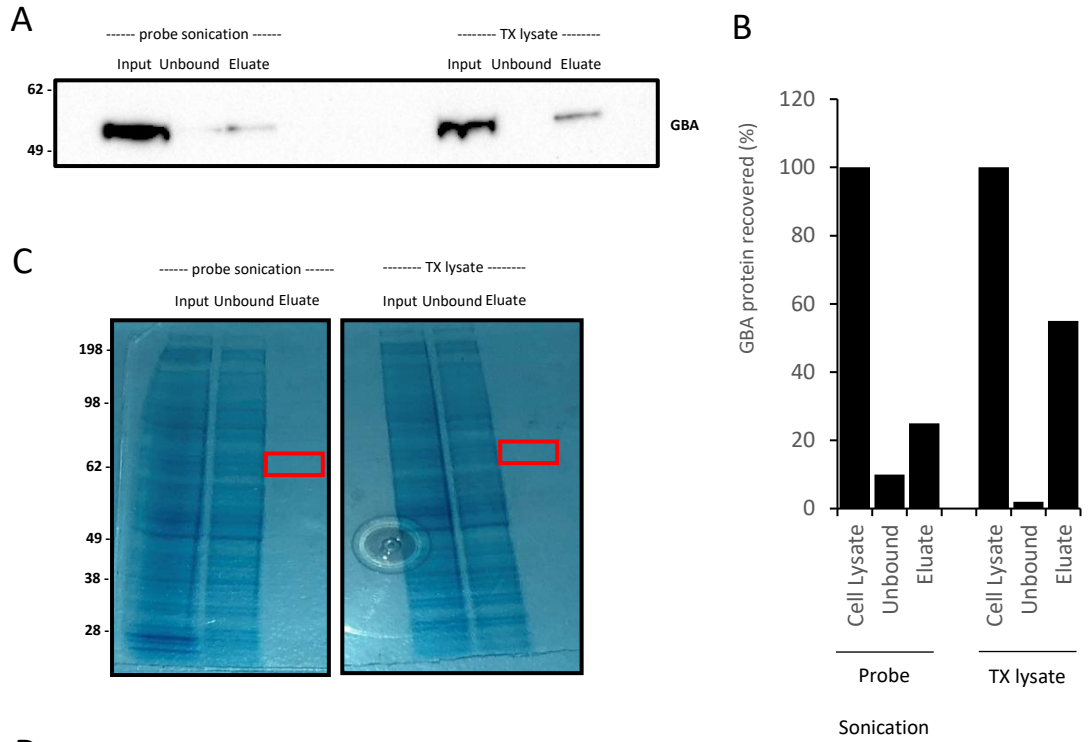 A
------ probe sonication ------
-------- TX lysate --------
Input Unbound Eluate
Input Unbound Eluate
62 -
49 -
GBA
B
GBA protein recovered (%)
120
100
80
60
40
20
0
Cell Lysate
Unbound
Eluate
Cell Lysate
Unbound
Eluate
Probe
Sonication
TX lysate
C
------ probe sonication ------
-------- TX lysate --------
Input Unbound Eluate
Input Unbound Eluate
198 -
98 -
62 -
49 -
38 -
28 -